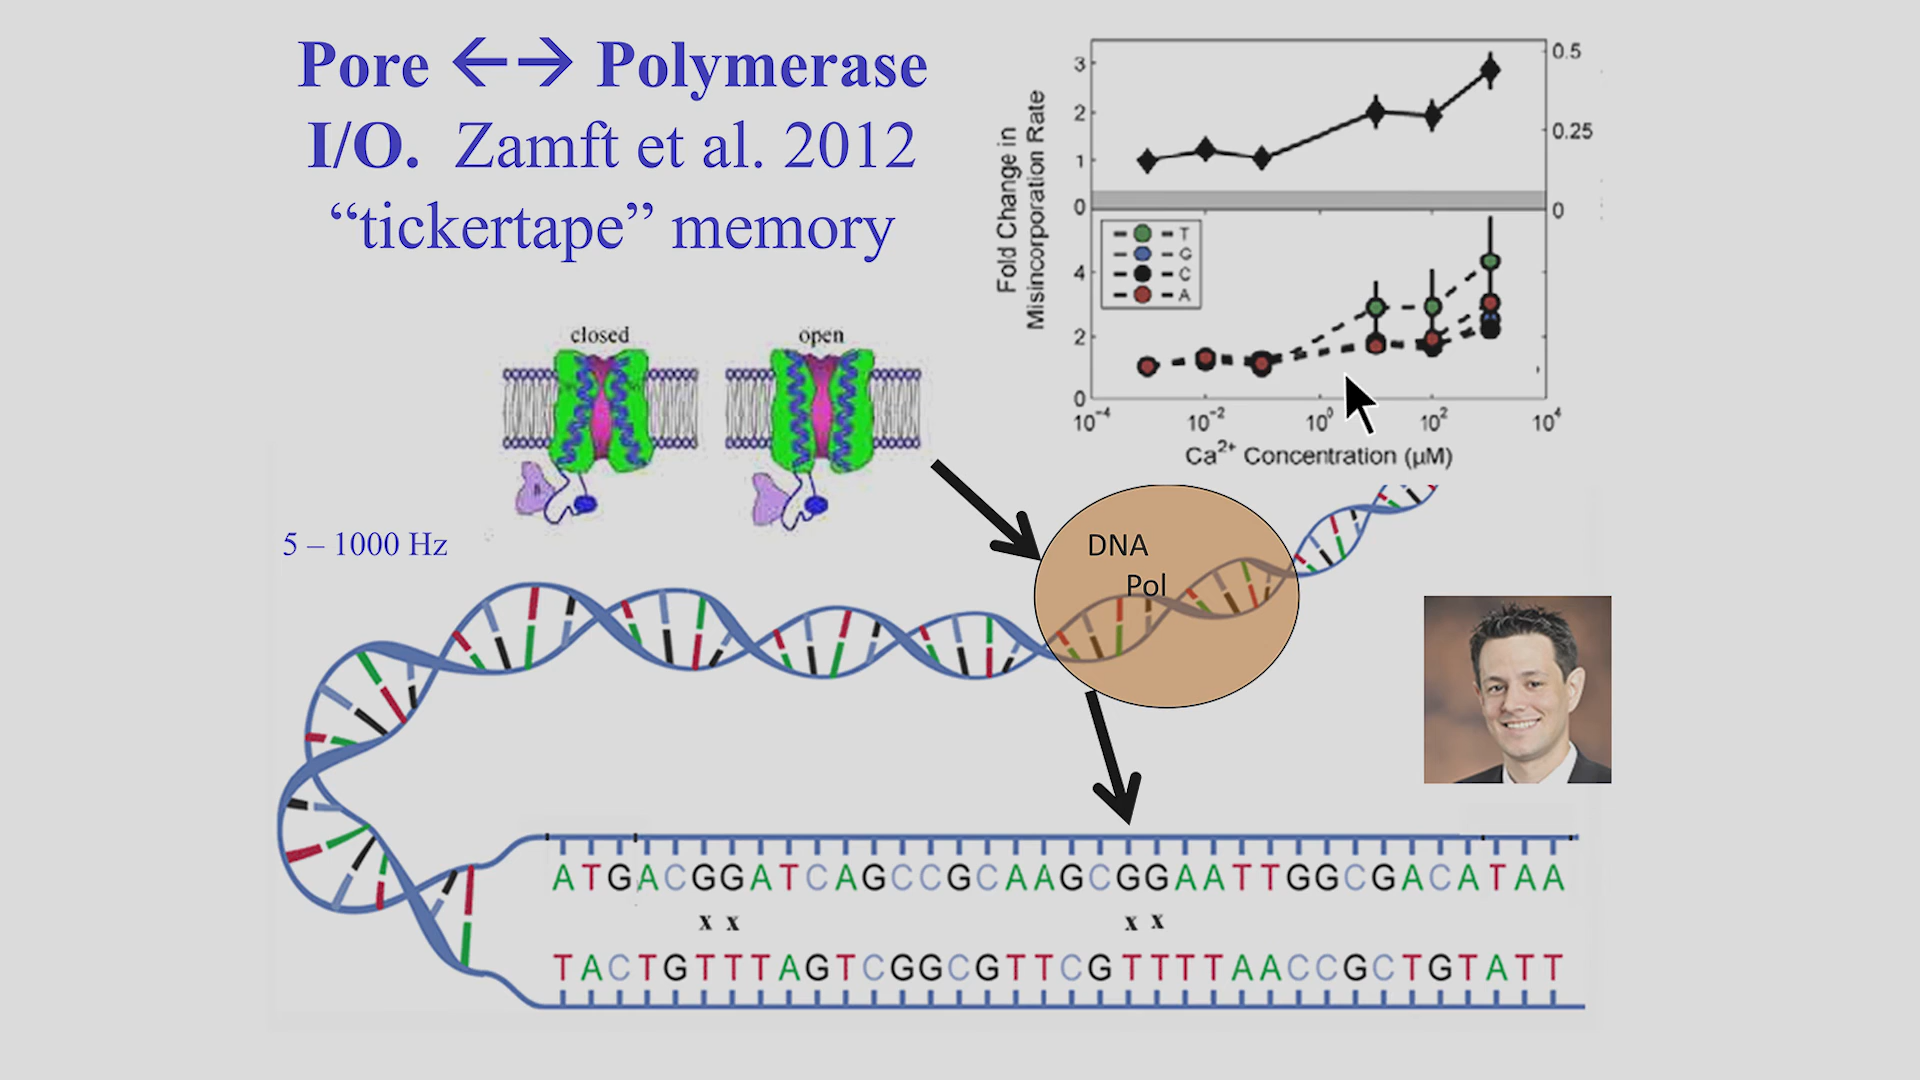 Pore ←→ Polymerase
I/O. Zamft et al. 2012
“tickertape” memory
Fold Change in
Misincorporation Rate
3
2
1
0
0.5
0.25
0
T
G
C
A
4
2
0
10⁻⁴
10⁻²
10⁰
10²
10⁴
Ca²⁺ Concentration (µM)
closed
open
5 – 1000 Hz
DNA
Pol
ATGACGGATCAGCCGCAAGCGGAATTGGCGACATAA
x x
x x
TACTGTTTAGTCGGCGTTCGTTTTAACCGCTGTATT